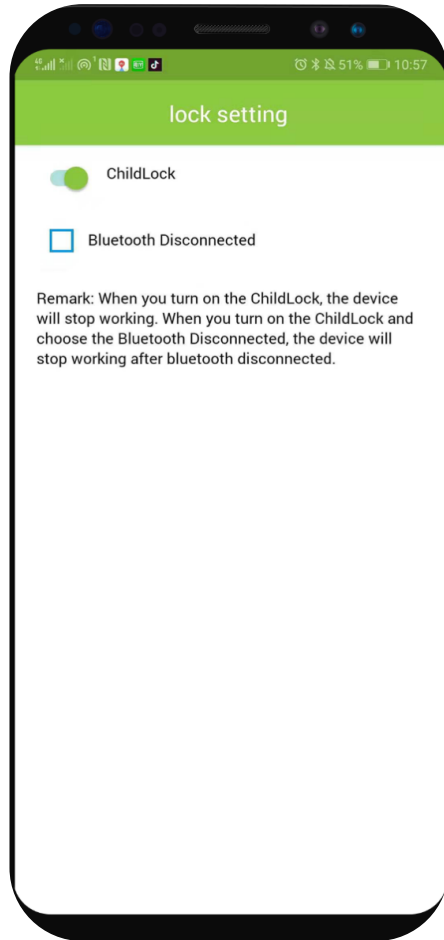 51% 10:57
lock setting
ChildLock
Bluetooth Disconnected
Remark: When you turn on the ChildLock, the device
will stop working. When you turn on the ChildLock and
choose the Bluetooth Disconnected, the device will
stop working after bluetooth disconnected.